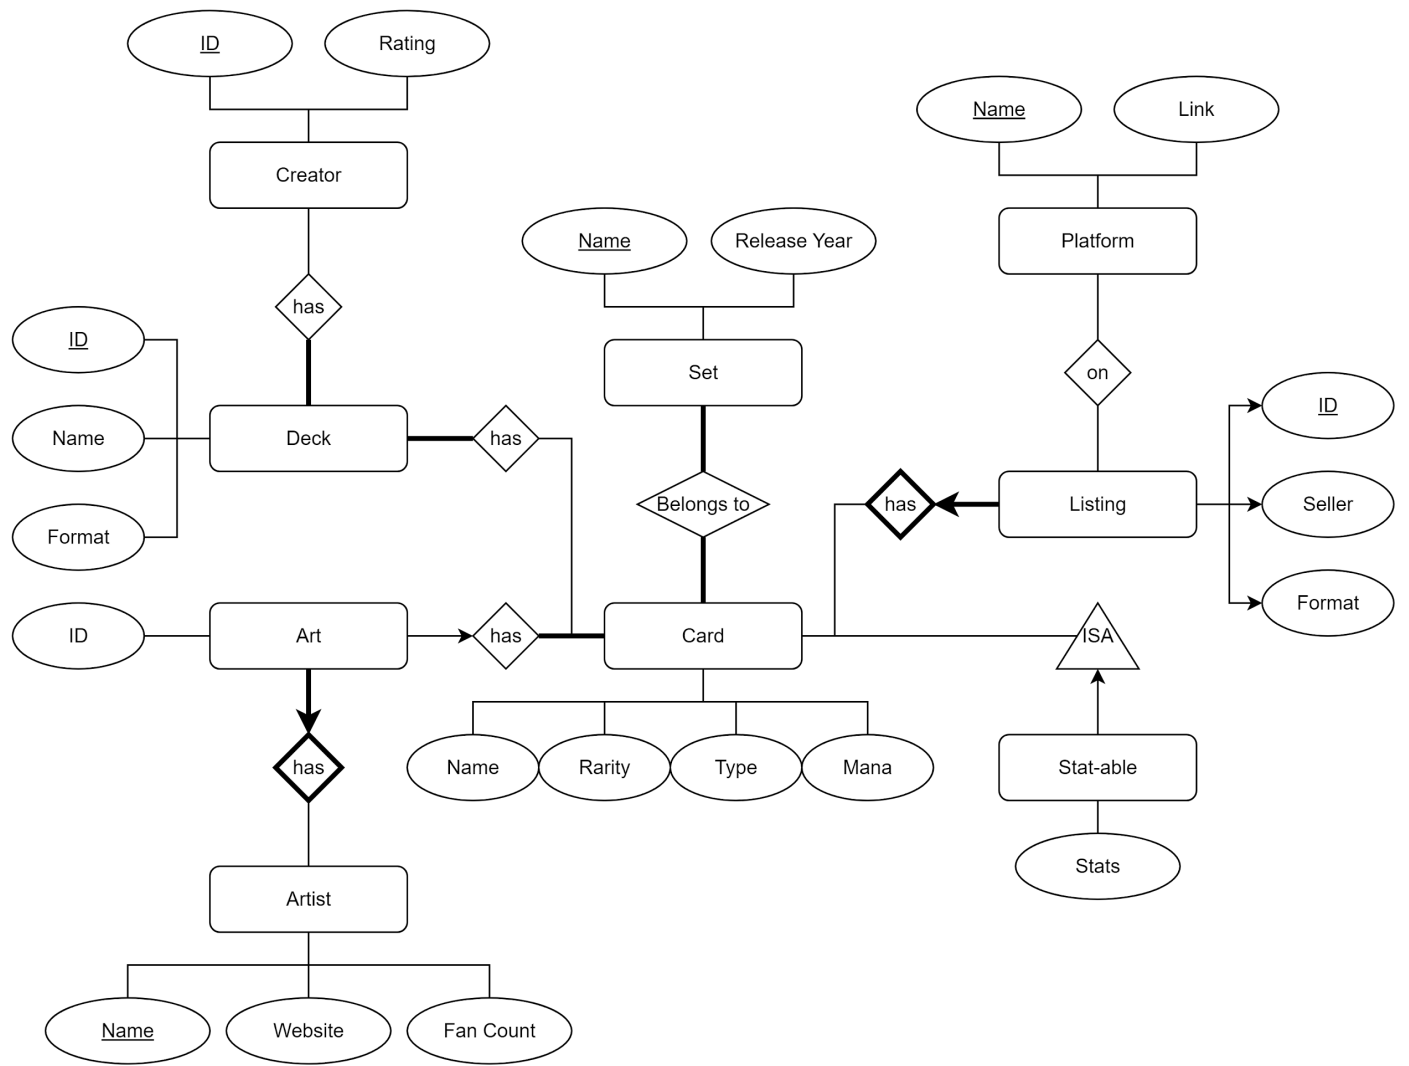 ID
Rating
Name
Link
Creator
Name
Release Year
Platform
has
ID
Set
on
ID
Name
Deck
has
Format
Belongs to
has
Listing
Seller
ID
Art
has
Card
ISA
Format
has
Name
Rarity
Type
Mana
Stat-able
Stats
Artist
Name
Website
Fan Count
Format